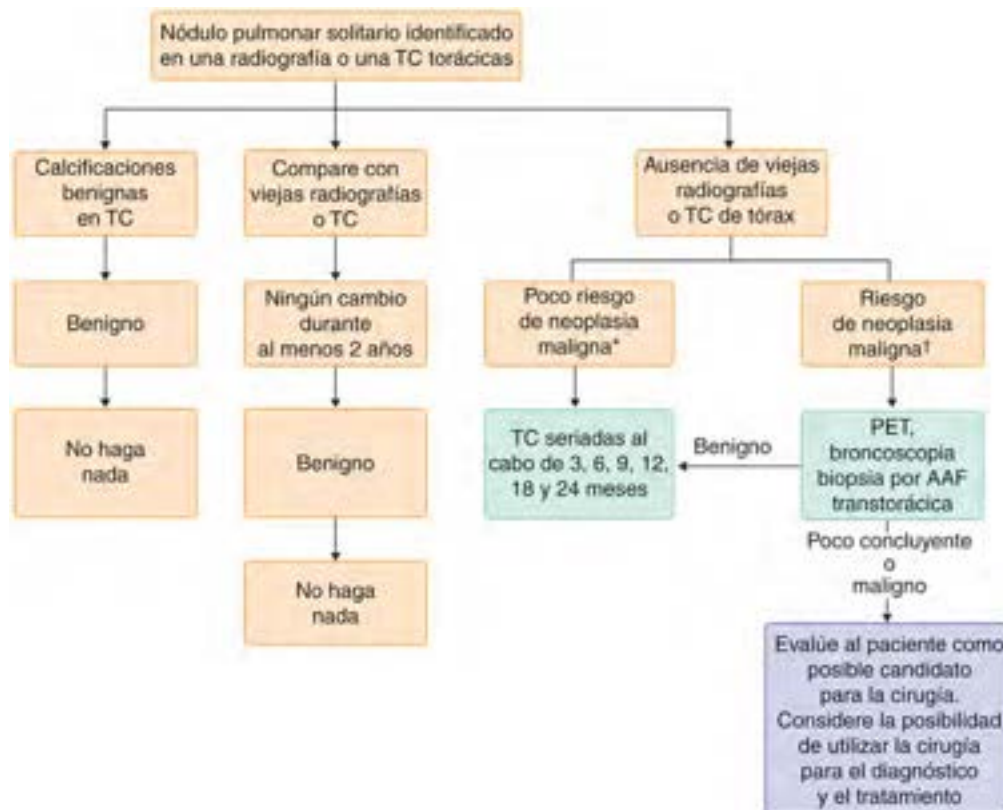 Nódulo pulmonar solitario identificado
en una radiografía o una TC torácicas
Calcificaciones
benignas
en TC
Compare con
viejas radiografías
o TC
Ausencia de viejas
radiografías
o TC de tórax
Benigno
Ningún cambio
durante
al menos 2 años
Poco riesgo
de neoplasia
maligna*
Riesgo
de neoplasia
maligna†
No haga
nada
Benigno
TC seriadas al
cabo de 3, 6, 9, 12,
18 y 24 meses
Benigno
PET,
broncoscopia
biopsia por AAF
transtorácica
No haga
nada
Poco concluyente
o
maligno
Evalúe al paciente como
posible candidato
para la cirugía.
Considere la posibilidad
de utilizar la cirugía
para el diagnóstico
y el tratamiento